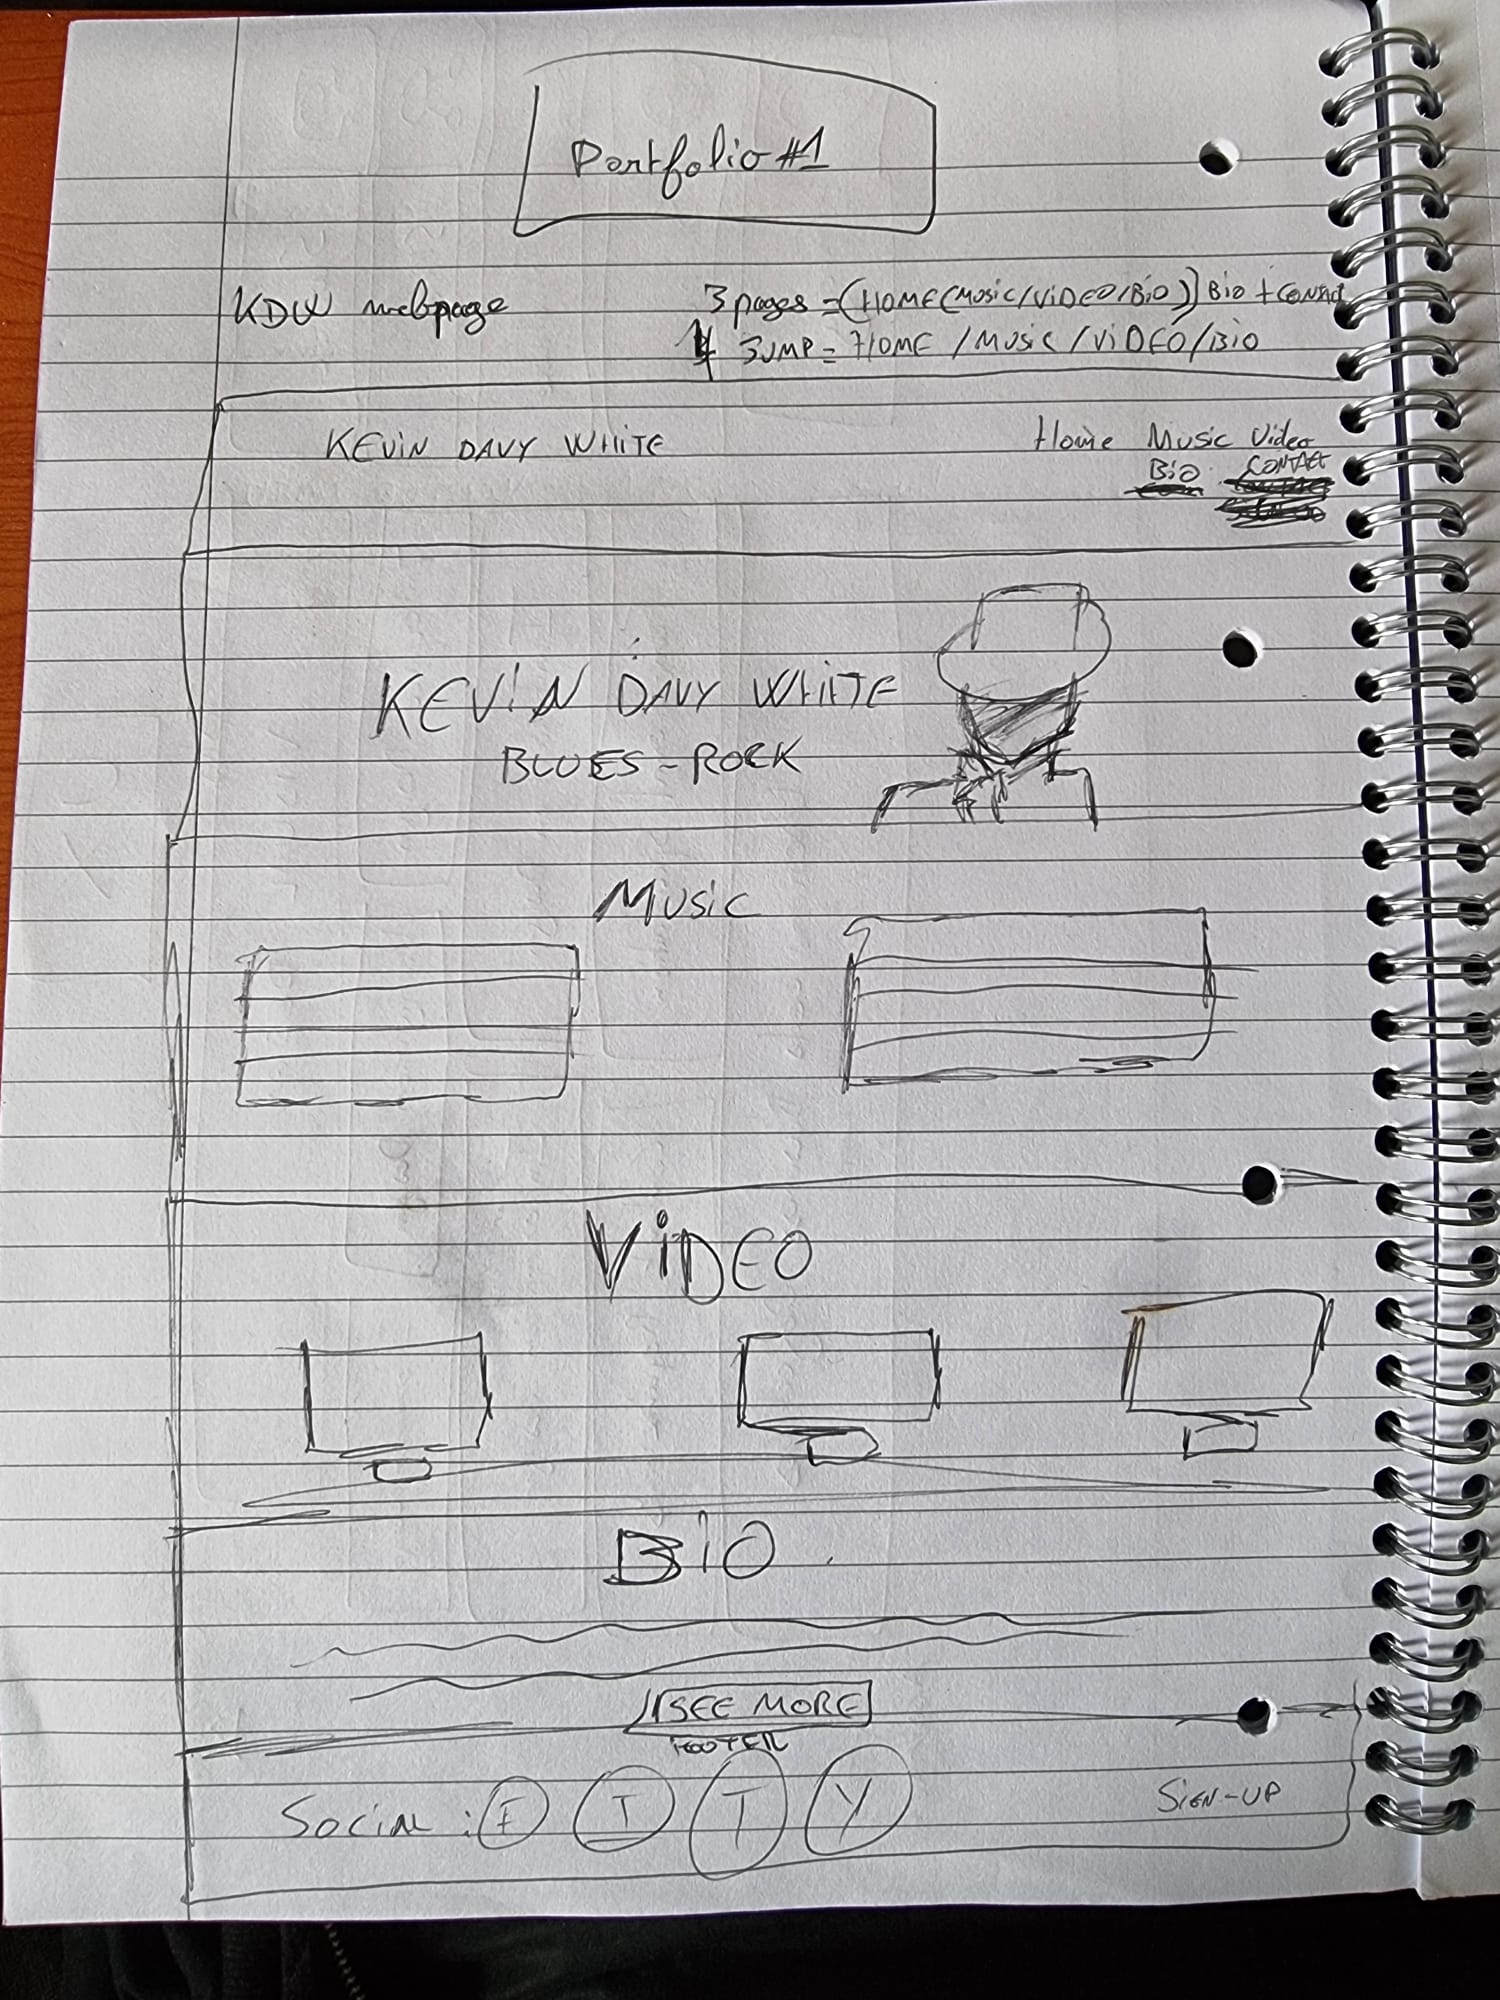 Portfolio #1
KDW webpage
3 pages = (HOME (Music/ViDEO/BiO)) Bio + Contact
4 JUMP = HOME / MUSIC / ViDEO / BiO
KEViN DAVY WHiTE
Home Music Video
BiO CONTACT
KEViN DAVY WHiTE
BLUES - ROCK
Music
ViDEO
BiO
SEE MORE
FOOTER
Social : F I T Y
SiGN-UP